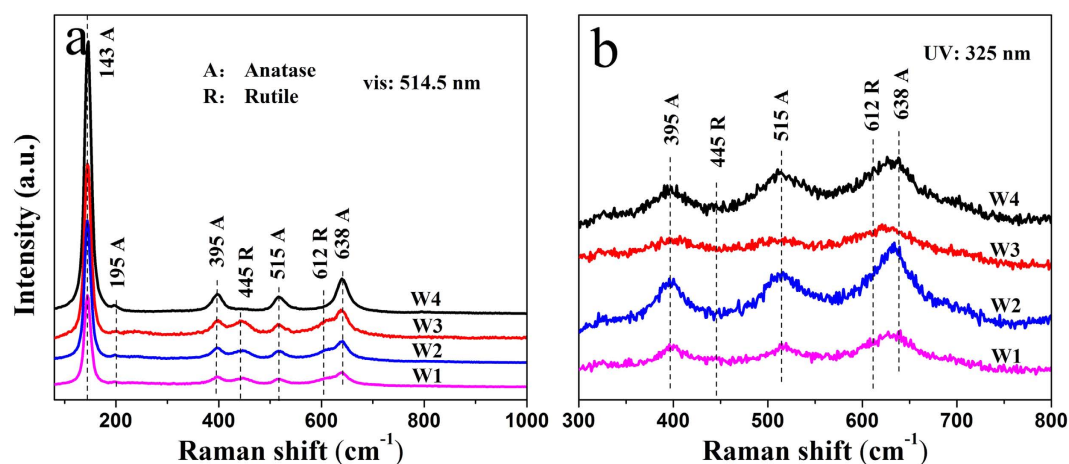 a
143 A
A: Anatase
R: Rutile
vis: 514.5 nm
195 A
395 A
445 R
515 A
612 R
638 A
W4
W3
W2
W1
Intensity (a.u.)
200
400
600
800
1000
Raman shift (cm-1)
b
UV: 325 nm
395 A
445 R
515 A
612 R
638 A
W4
W3
W2
W1
300
400
500
600
700
800
Raman shift (cm-1)